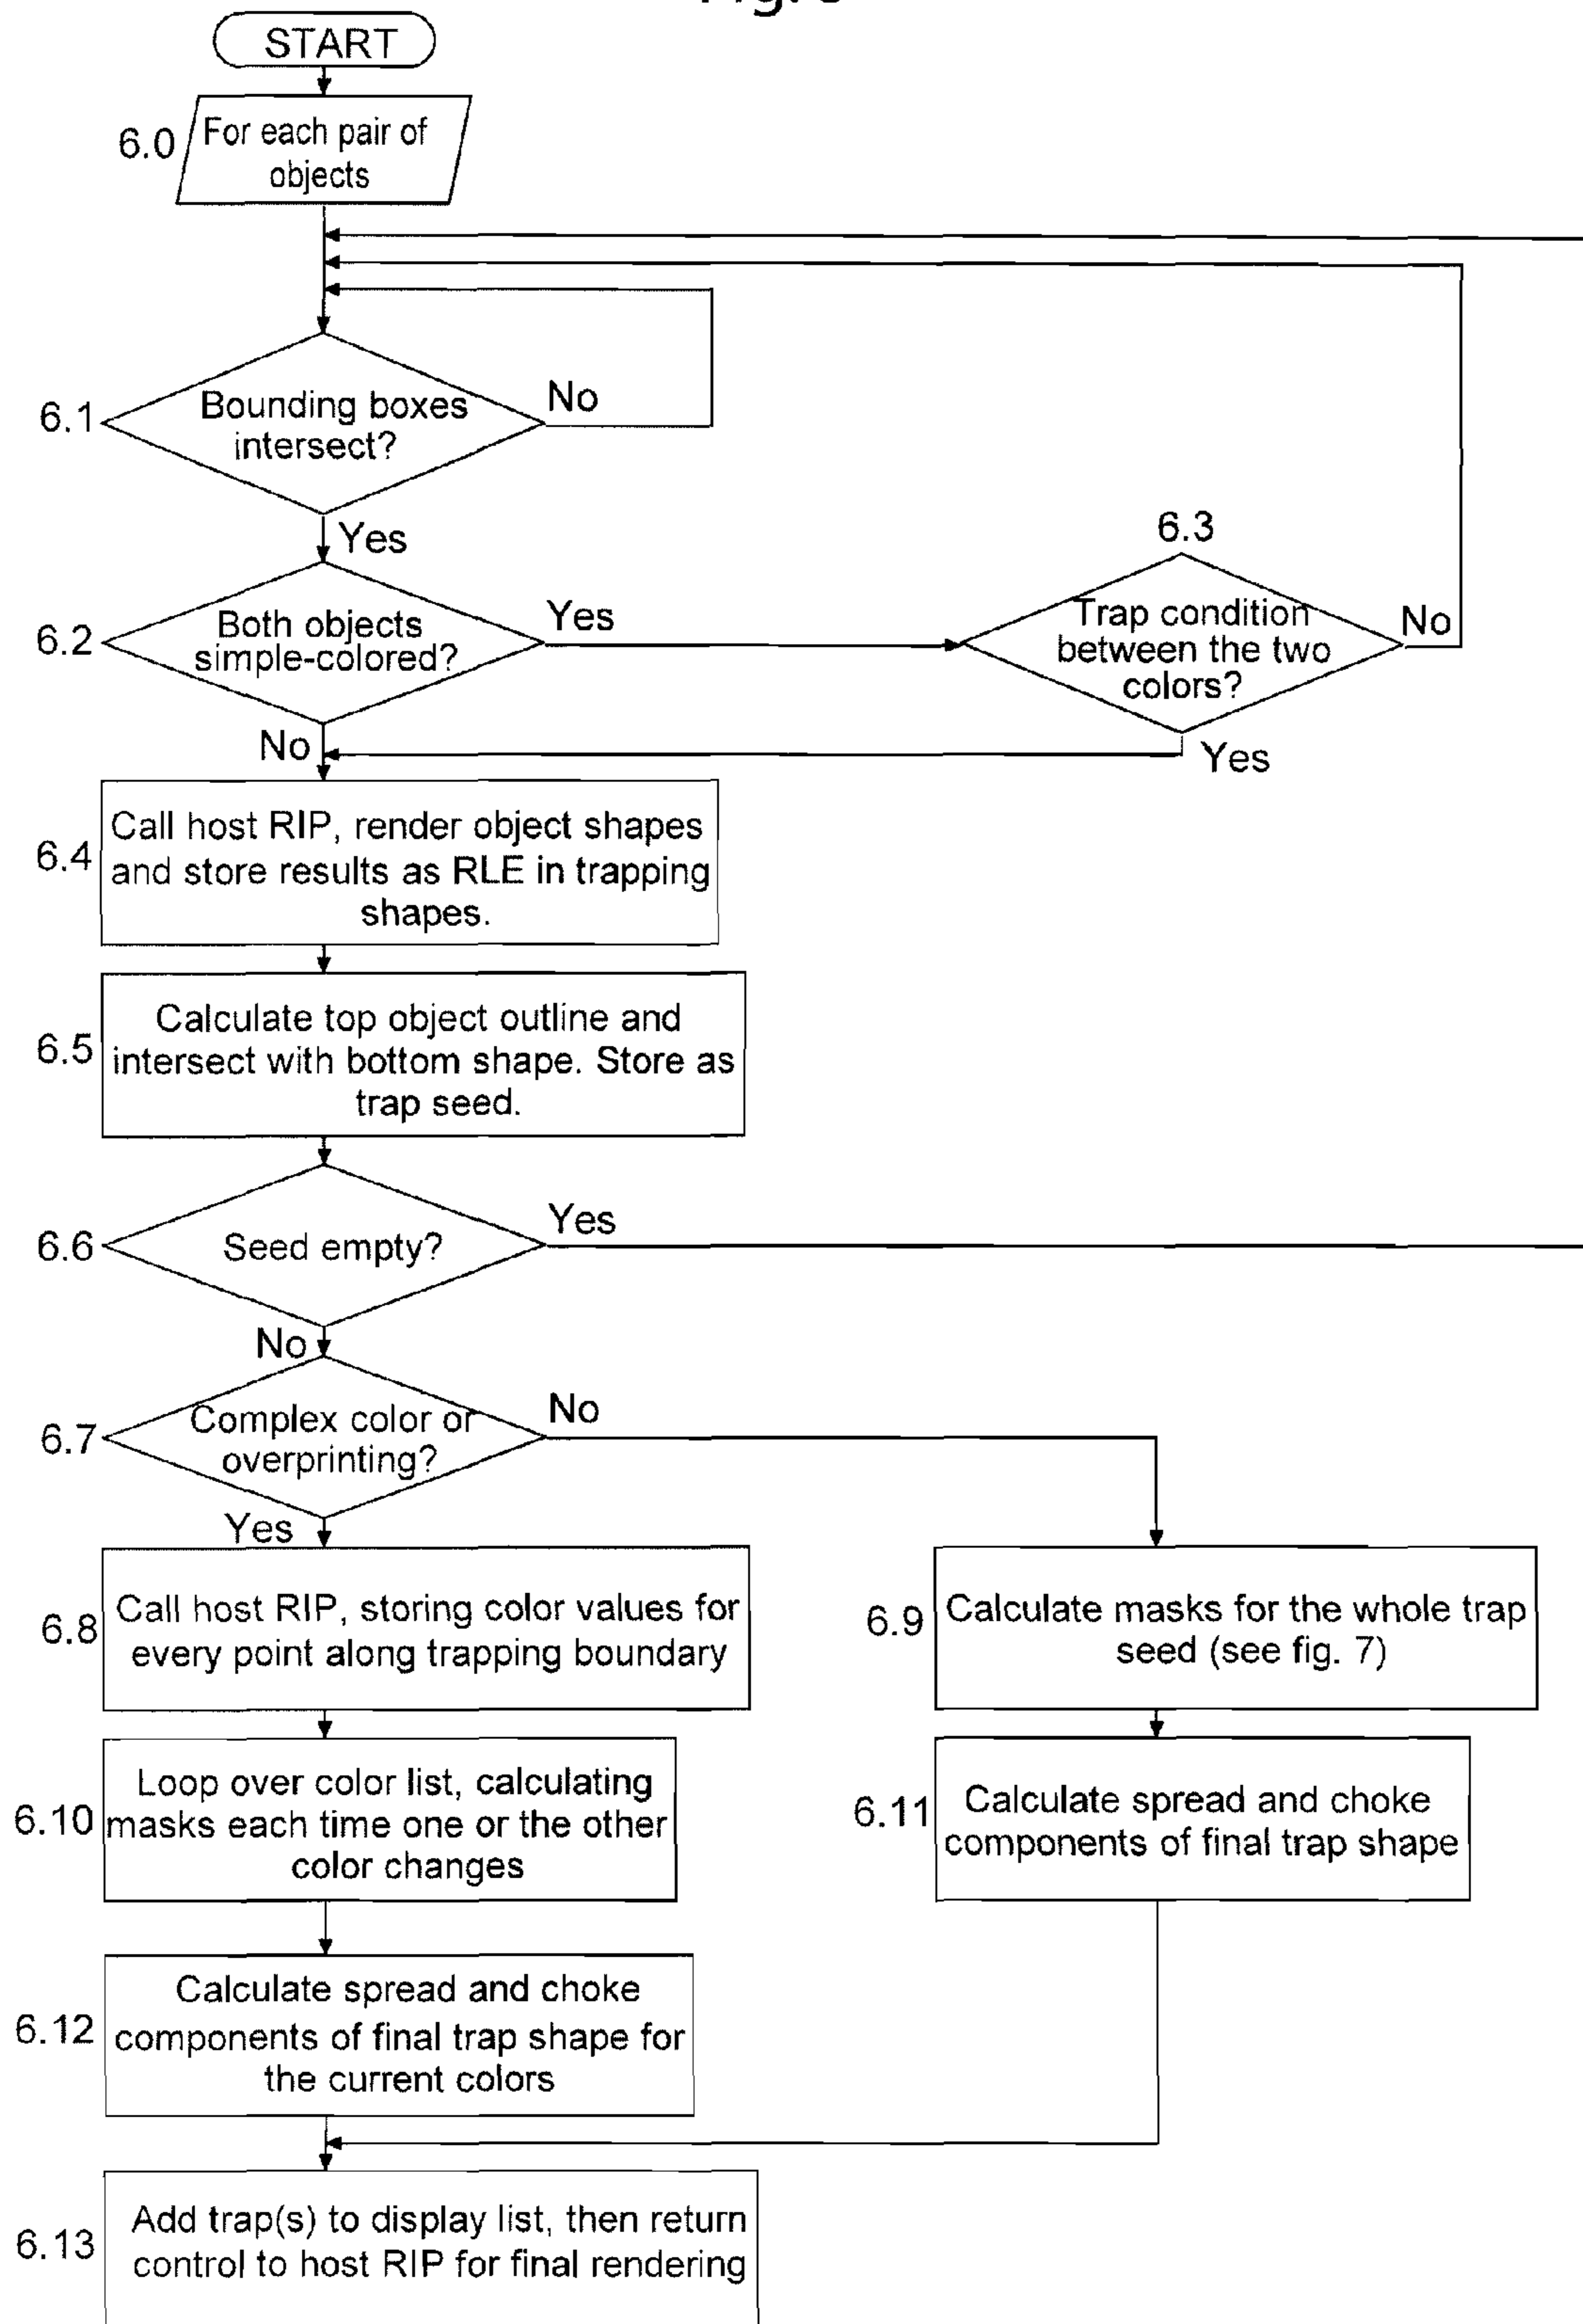 START
6.0
For each pair of
objects
6.1
Bounding boxes
intersect?
No
Yes
6.2
Both objects
simple-colored?
Yes
6.3
Trap condition
between the two
colors?
No
No
Yes
6.4
Call host RIP, render object shapes
and store results as RLE in trapping
shapes.
6.5
Calculate top object outline and
intersect with bottom shape. Store as
trap seed.
6.6
Seed empty?
Yes
No
6.7
Complex color or
overprinting?
No
Yes
6.8
Call host RIP, storing color values for
every point along trapping boundary
6.9
Calculate masks for the whole trap
seed (see fig. 7)
6.10
Loop over color list, calculating
masks each time one or the other
color changes
6.11
Calculate spread and choke
components of final trap shape
6.12
Calculate spread and choke
components of final trap shape for
the current colors
6.13
Add trap(s) to display list, then return
control to host RIP for final rendering